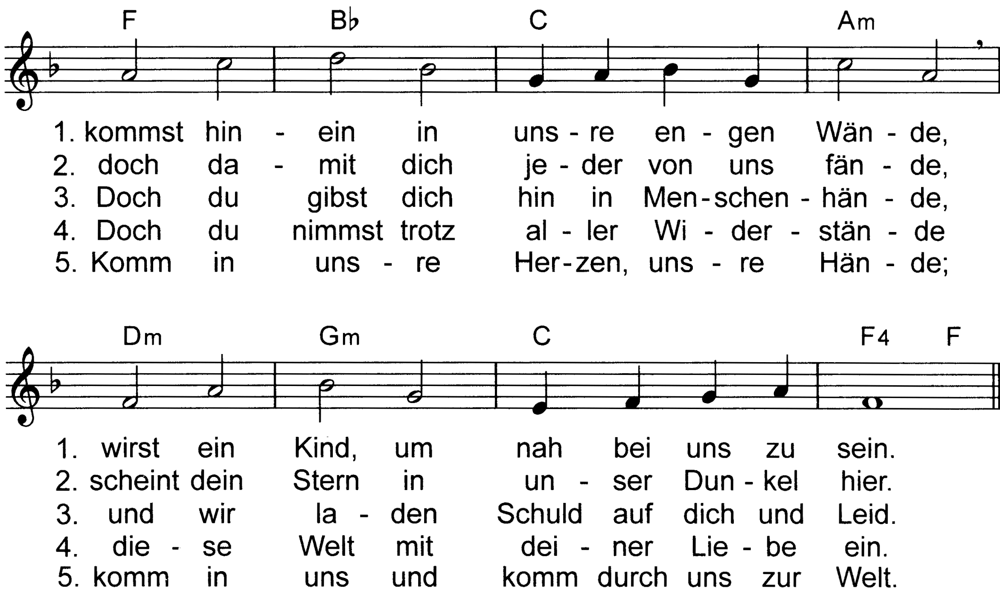 F B♭ C Am
1. kommst hin - ein in uns - re en - gen Wän - de,
2. doch da - mit dich je - der von uns fän - de,
3. Doch du gibst dich hin in Men - schen - hän - de,
4. Doch du nimmst trotz al - ler Wi - der - stän - de
5. Komm in uns - re Her - zen, uns - re Hän - de;
Dm Gm C F4 F
1. wirst ein Kind, um nah bei uns zu sein.
2. scheint dein Stern in un - ser Dun - kel hier.
3. und wir la - den Schuld auf dich und Leid.
4. die - se Welt mit dei - ner Lie - be ein.
5. komm in uns und komm durch uns zur Welt.